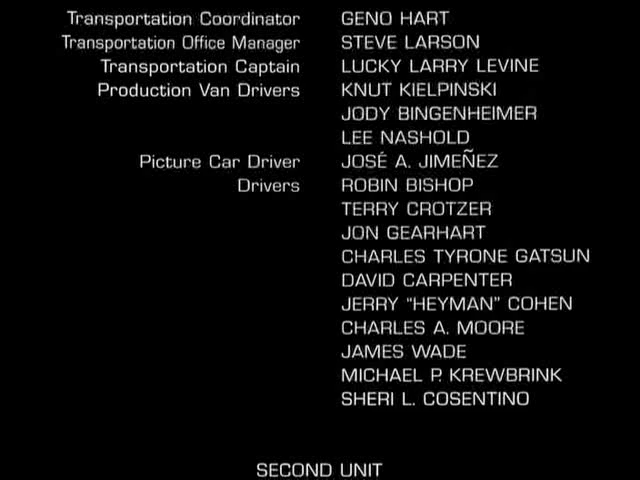 Transportation Coordinator GENO HART
Transportation Office Manager STEVE LARSON
Transportation Captain LUCKY LARRY LEVINE
Production Van Drivers KNUT KIELPINSKI
JODY BINGENHEIMER
LEE NASHOLD
Picture Car Driver JOSÉ A. JIMEÑEZ
Drivers ROBIN BISHOP
TERRY CROTZER
JON GEARHART
CHARLES TYRONE GATSUN
DAVID CARPENTER
JERRY “HEYMAN” COHEN
CHARLES A. MOORE
JAMES WADE
MICHAEL P. KREWBRINK
SHERI L. COSENTINO
SECOND UNIT